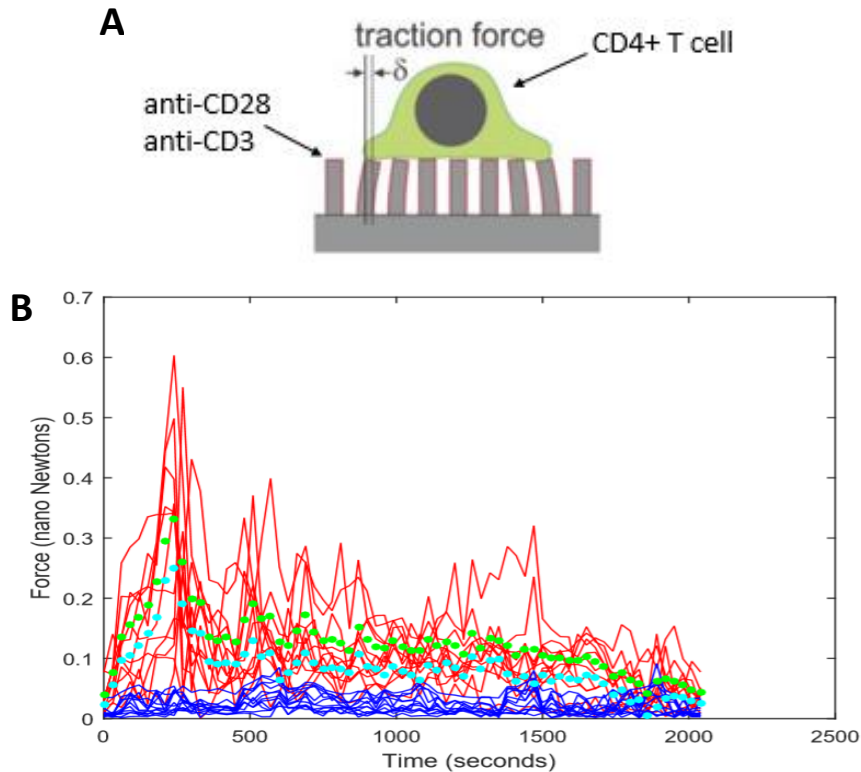 A
traction force
δ
CD4+ T cell
anti-CD28
anti-CD3
B
Force (nano Newtons)
0.7
0.6
0.5
0.4
0.3
0.2
0.1
0
0
500
1000
1500
2000
2500
Time (seconds)